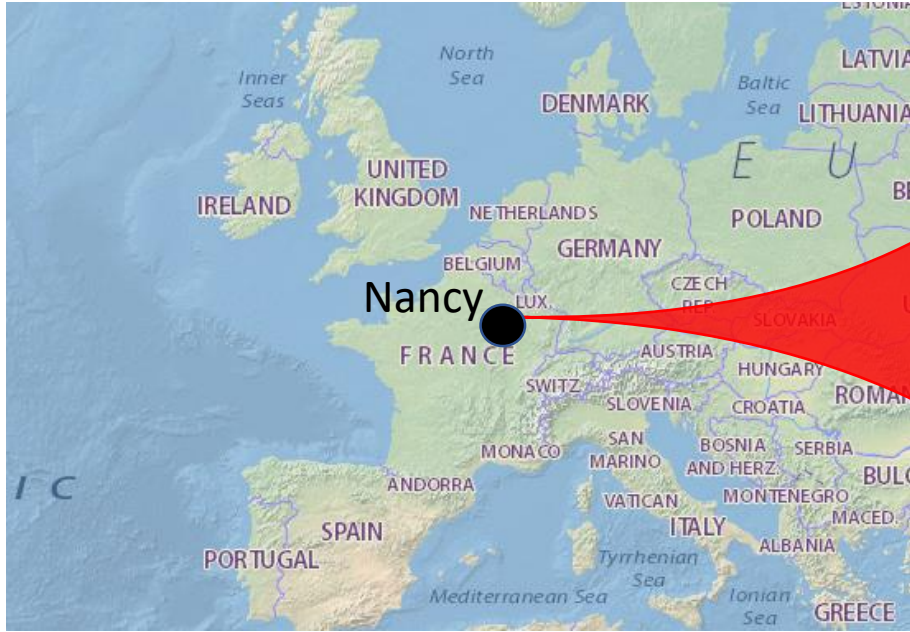 ESTONIA
North
Sea
LATVIA
Inner
Seas
Baltic
Sea
DENMARK
LITHUANIA
E U
UNITED
KINGDOM
IRELAND
NETHERLANDS
POLAND
GERMANY
BELGIUM
CZECH
REP.
Nancy
LUX.
SLOVAKIA
FRANCE
AUSTRIA
HUNGARY
SWITZ.
ROMAN
SLOVENIA
CROATIA
MONACO
SAN
MARINO
BOSNIA
AND HERZ.
SERBIA
I C
ANDORRA
VATICAN
MONTENEGRO
BULG
MACED.
SPAIN
ITALY
ALBANIA
PORTUGAL
Tyrrhenian
Sea
Mediterranean Sea
Ionian
Sea
GREECE